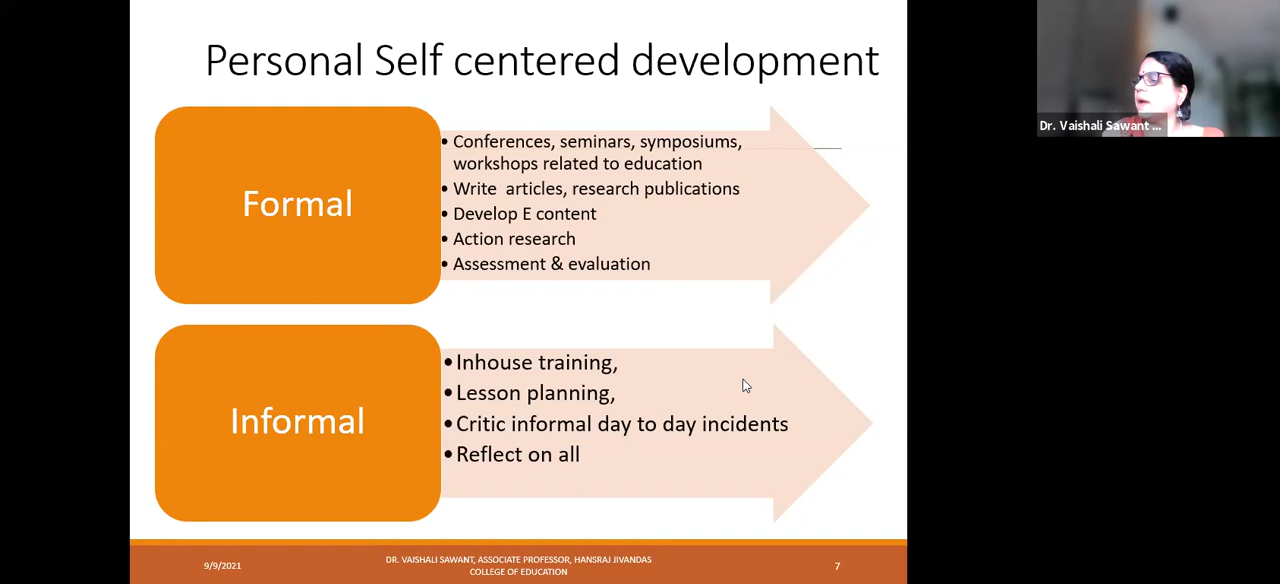 Personal Self centered development
Formal
• Conferences, seminars, symposiums,
workshops related to education
• Write articles, research publications
• Develop E content
• Action research
• Assessment & evaluation
Informal
• Inhouse training,
• Lesson planning,
• Critic informal day to day incidents
• Reflect on all
9/9/2021
DR. VAISHALI SAWANT, ASSOCIATE PROFESSOR, HANSRAJ JIVANDAS
COLLEGE OF EDUCATION
7
Dr. Vaishali Sawant ...